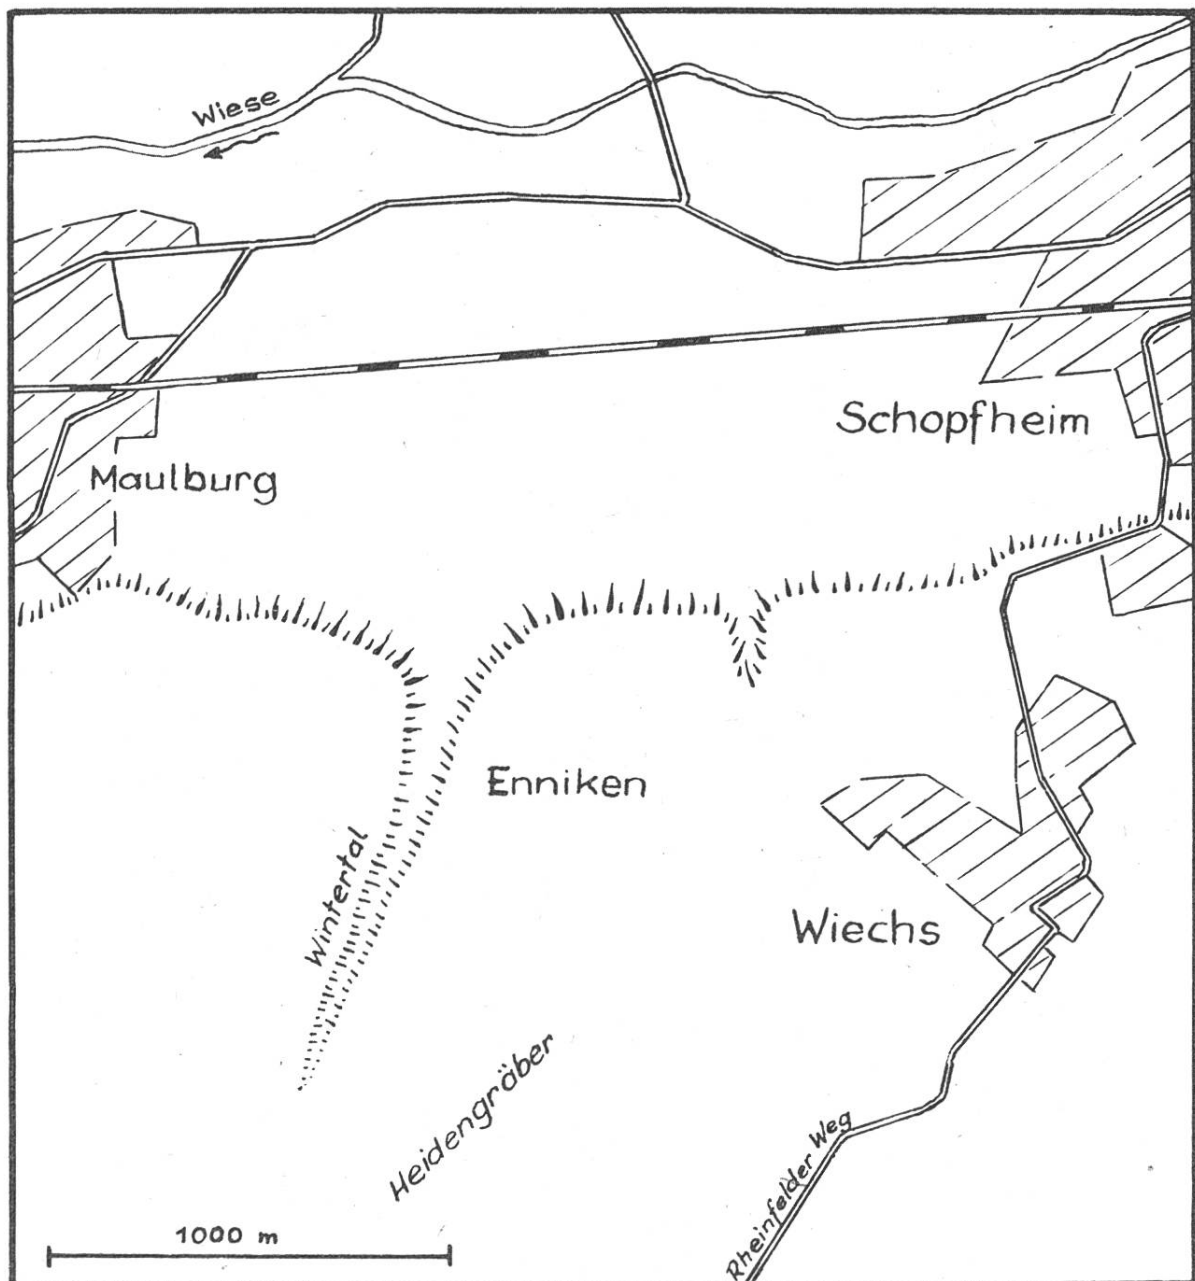 Wiese
Schopfheim
Maulburg
Enniken
Wintertal
Wiechs
Heidengräber
Rheinfelder Weg
1000 m